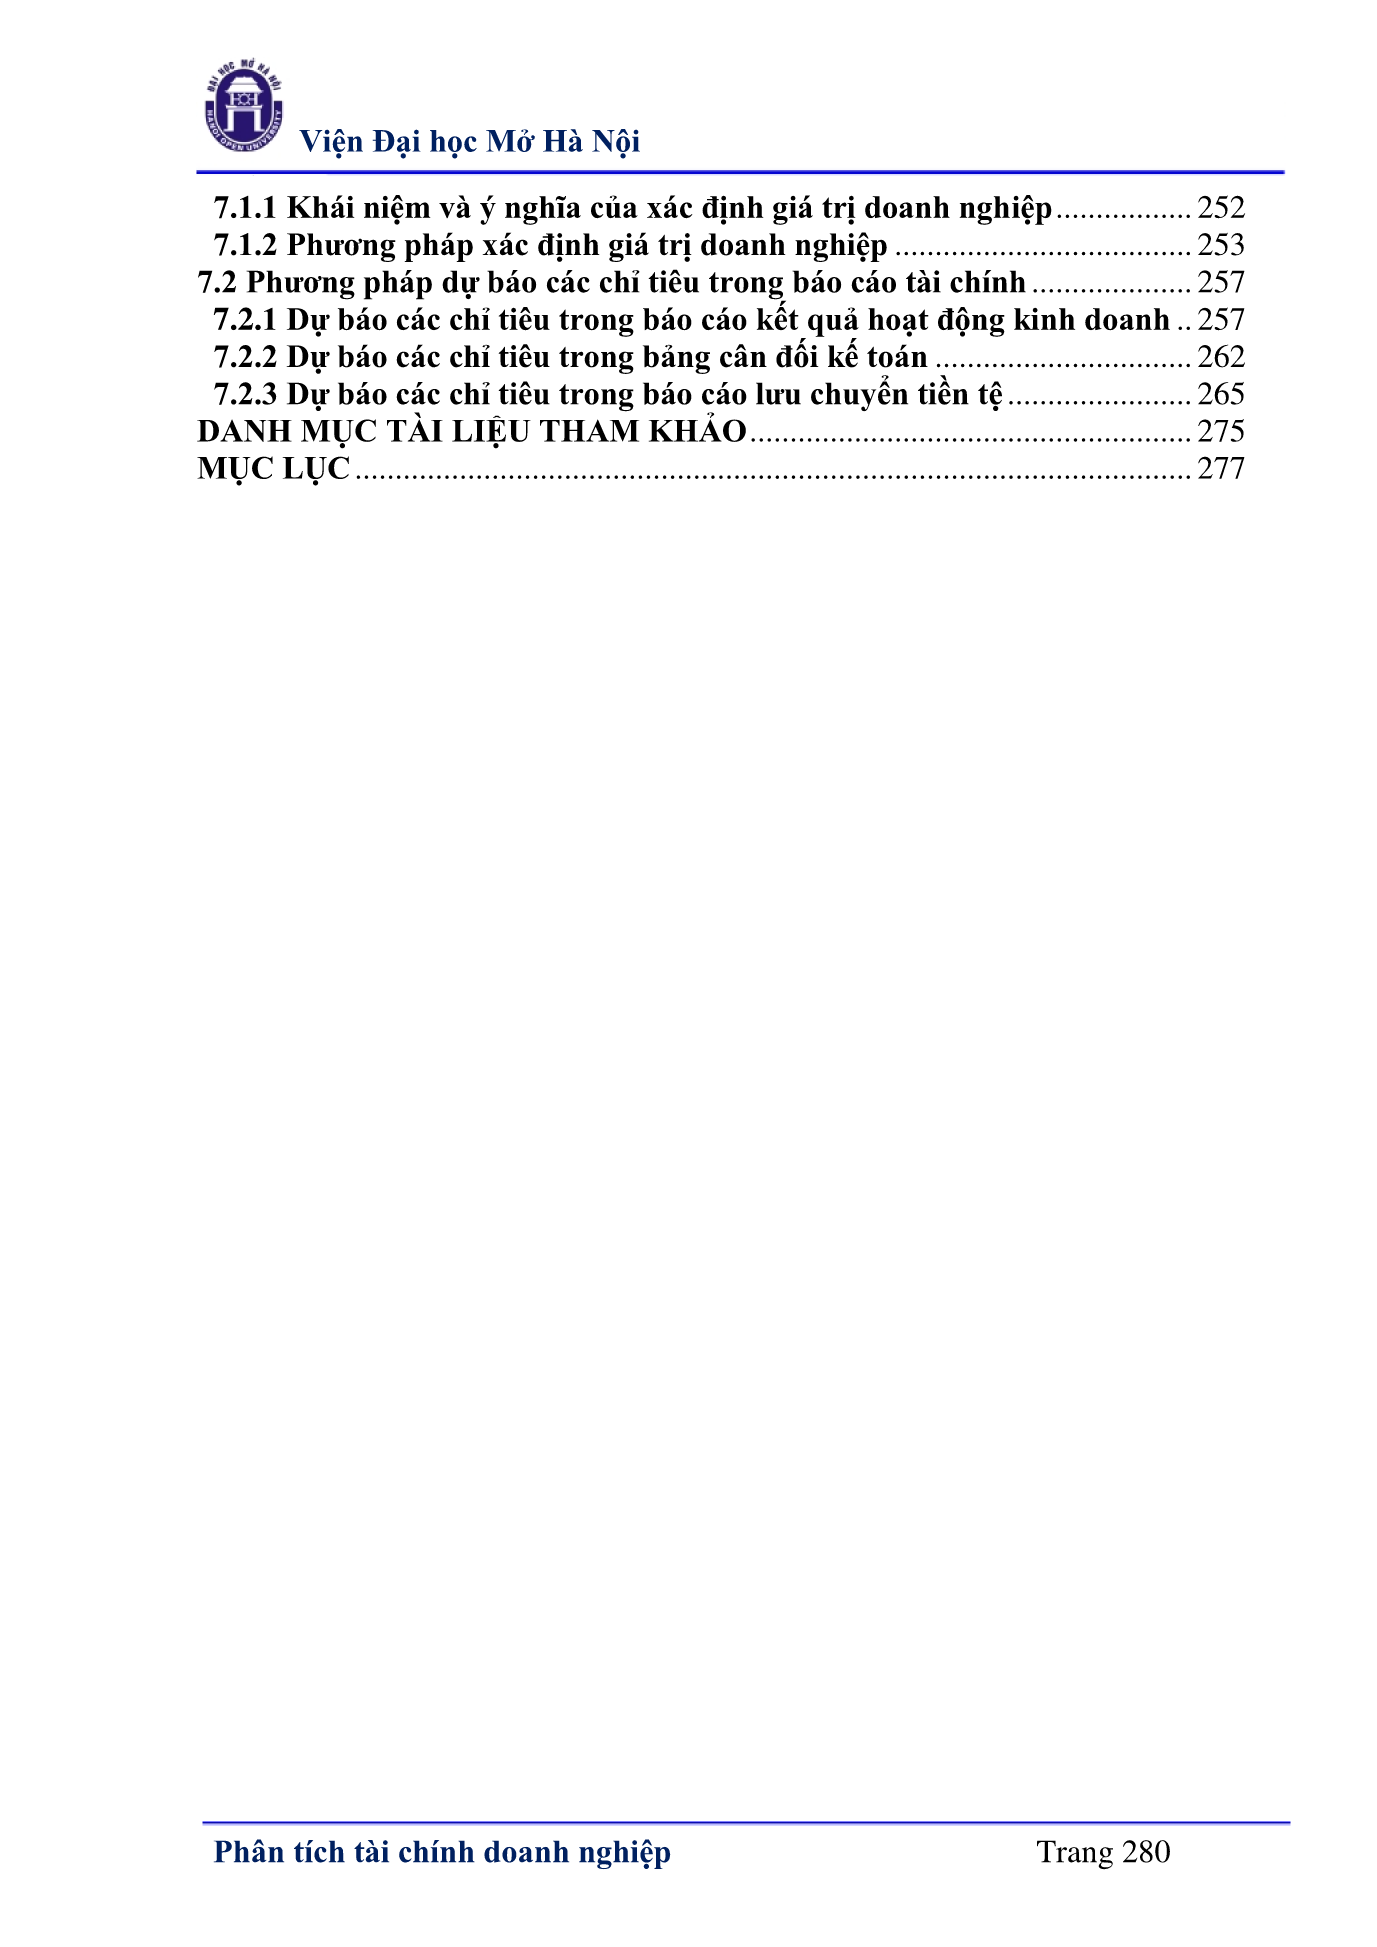 ĐẠI HỌC MỞ HÀ NỘI
HANOI OPEN UNIVERSITY
Viện Đại học Mở Hà Nội
7.1.1 Khái niệm và ý nghĩa của xác định giá trị doanh nghiệp................. 252
7.1.2 Phương pháp xác định giá trị doanh nghiệp ..................................... 253
7.2 Phương pháp dự báo các chỉ tiêu trong báo cáo tài chính .................... 257
7.2.1 Dự báo các chỉ tiêu trong báo cáo kết quả hoạt động kinh doanh .. 257
7.2.2 Dự báo các chỉ tiêu trong bảng cân đối kế toán ................................ 262
7.2.3 Dự báo các chỉ tiêu trong báo cáo lưu chuyển tiền tệ ....................... 265
DANH MỤC TÀI LIỆU THAM KHẢO....................................................... 275
MỤC LỤC ........................................................................................................ 277
Phân tích tài chính doanh nghiệp Trang 280